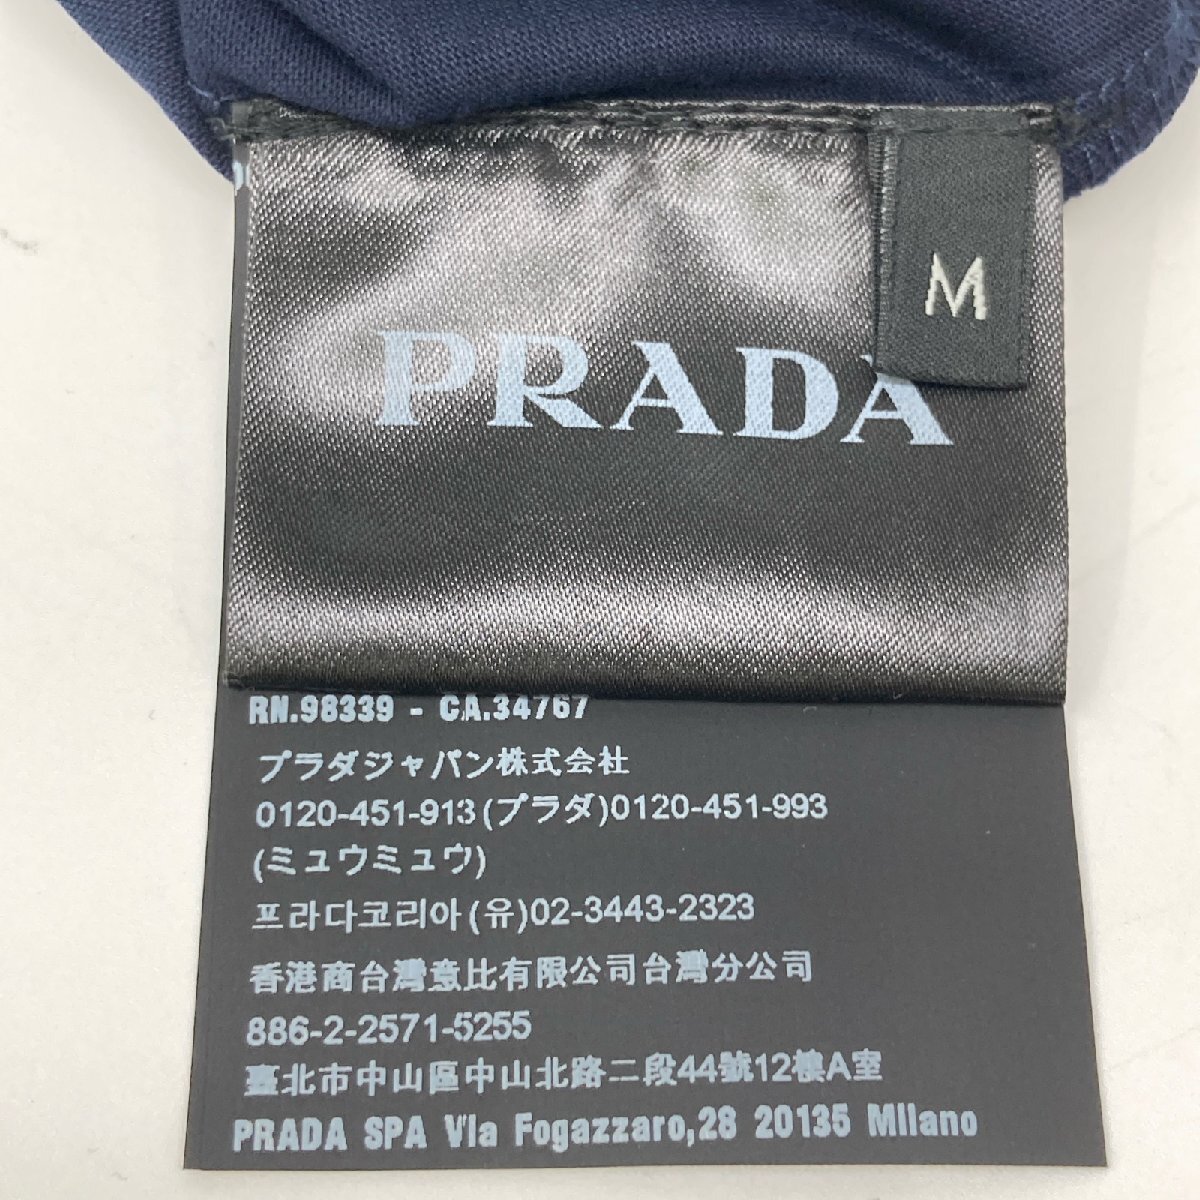 M
PRADA
RN.98339 - CA.34767
プラダジャパン株式会社
0120-451-913(プラダ)0120-451-993
(ミュウミュウ)
프라다코리아(유)02-3443-2323
香港商台灣意比有限公司台灣分公司
886-2-2571-5255
臺北市中山區中山北路二段44號12樓A室
PRADA SPA Via Fogazzaro,28 20135 Milano